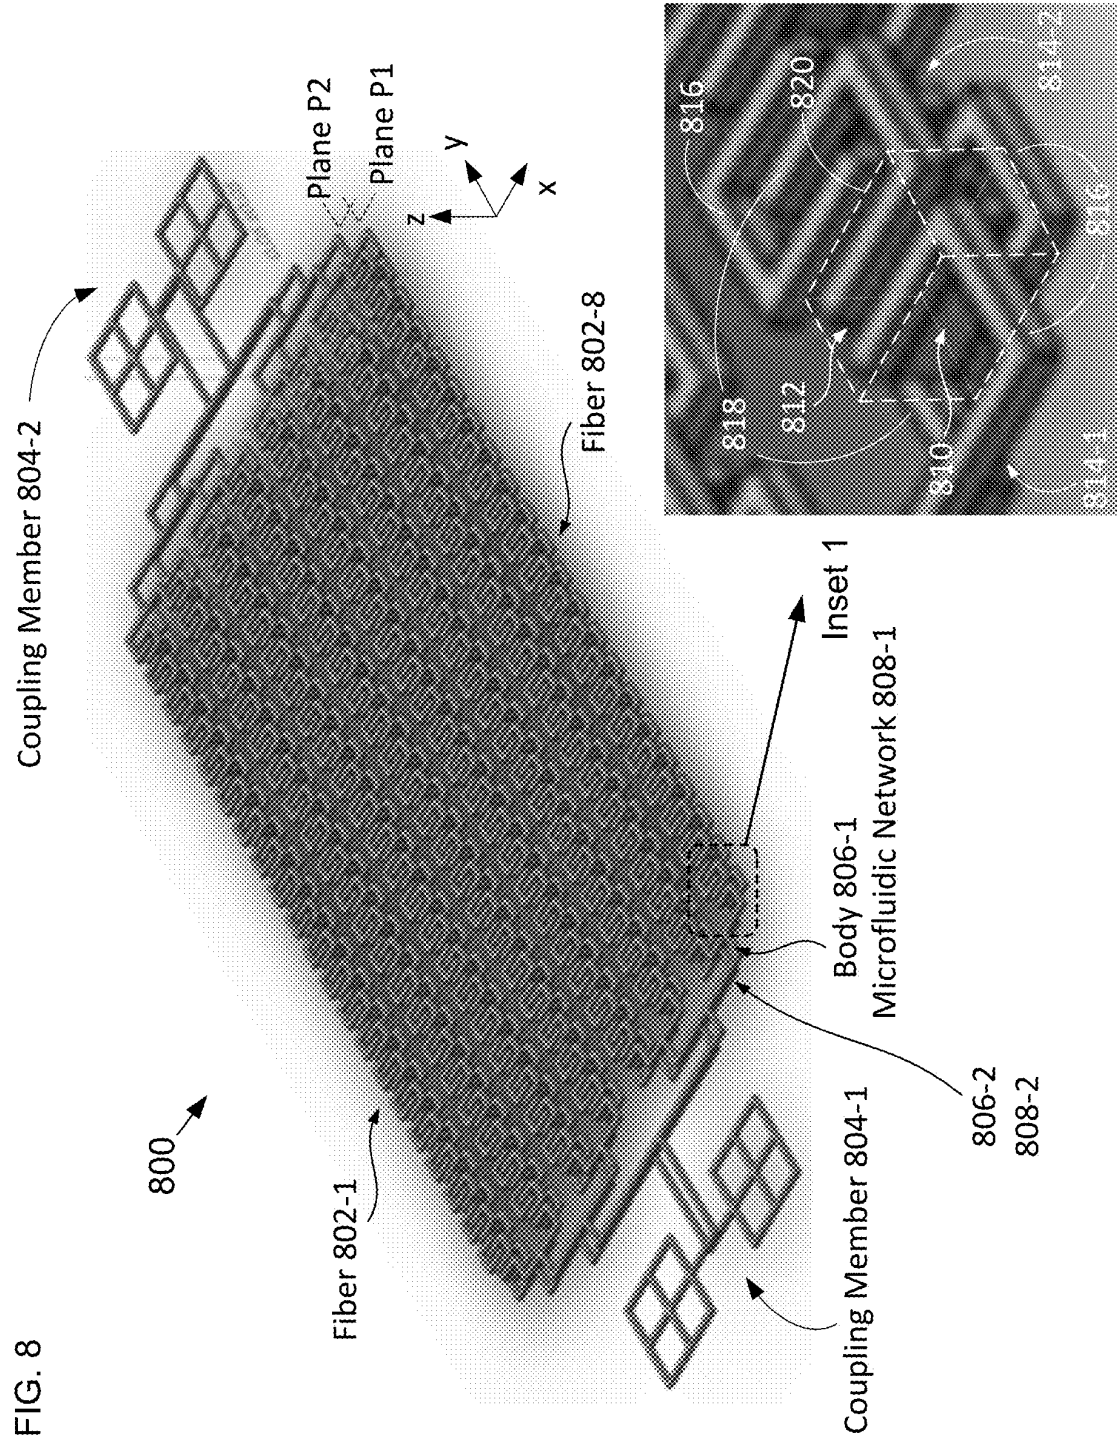 FIG. 8
800
Coupling Member 804-2
Plane P2
Plane P1
z
y
x
Fiber 802-1
Fiber 802-8
Coupling Member 804-1
806-2
808-2
Body 806-1
Microfluidic Network 808-1
Inset 1
816
820
818
812
810
814-1
816
814-2